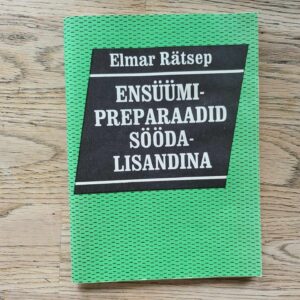 Elmar Rätsep
ENSÜÜMI-
PREPARAADID
SÖÖDA-
LISANDINA